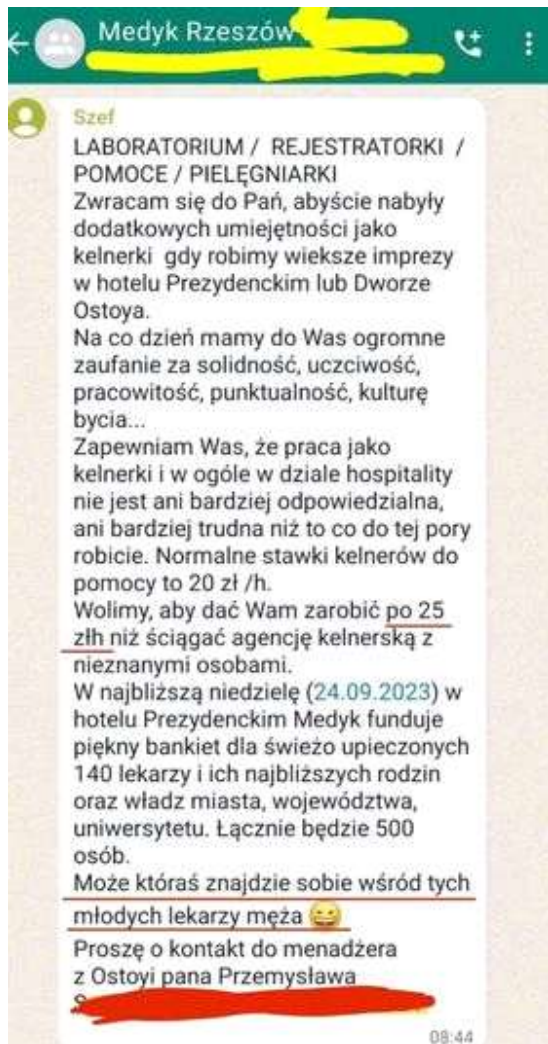 Medyk Rzeszów
Szef
LABORATORIUM / REJESTRATORKI /
POMOCE / PIELĘGNIARKI
Zwracam się do Pań, abyście nabyły
dodatkowych umiejętności jako
kelnerki gdy robimy wieksze imprezy
w hotelu Prezydenckim lub Dworze
Ostoya.
Na co dzień mamy do Was ogromne
zaufanie za solidność, uczciwość,
pracowitość, punktualność, kulturę
bycia...
Zapewniam Was, że praca jako
kelnerki i w ogóle w dziale hospitality
nie jest ani bardziej odpowiedzialna,
ani bardziej trudna niż to co do tej pory
robicie. Normalne stawki kelnerów do
pomocy to 20 zł /h.
Wolimy, aby dać Wam zarobić po 25
złh niż ściągać agencję kelnerską z
nieznanymi osobami.
W najbliższą niedzielę (24.09.2023) w
hotelu Prezydenckim Medyk funduje
piękny bankiet dla świeżo upieczonych
140 lekarzy i ich najbliższych rodzin
oraz władz miasta, województwa,
uniwersytetu. Łącznie będzie 500
osób.
Może któraś znajdzie sobie wśród tych
młodych lekarzy męża 😀
Proszę o kontakt do menadżera
z Ostoyi pana Przemysława
08:44